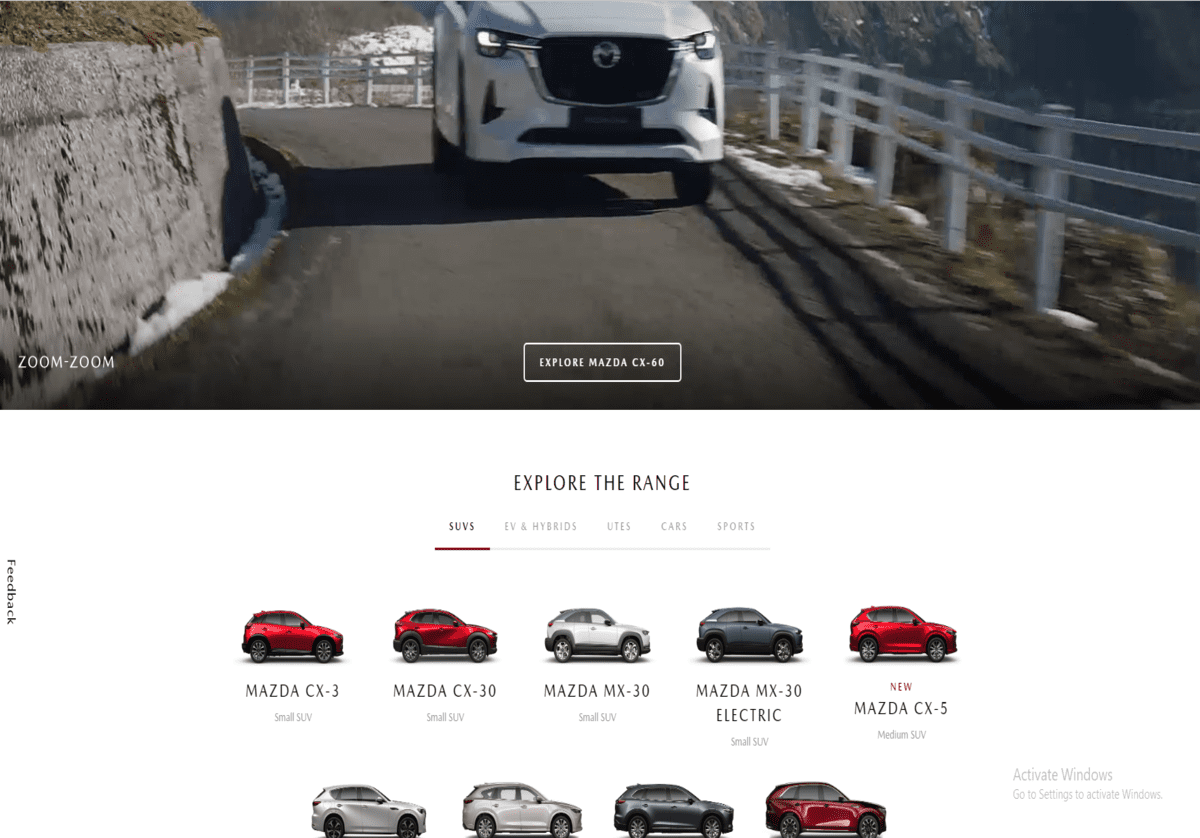 ZOOM-ZOOM
EXPLORE MAZDA CX-60
EXPLORE THE RANGE
SUVS
EV & HYBRIDS
UTES
CARS
SPORTS
Feedback
MAZDA CX-3
Small SUV
MAZDA CX-30
Small SUV
MAZDA MX-30
Small SUV
MAZDA MX-30
ELECTRIC
Small SUV
NEW
MAZDA CX-5
Medium SUV
Activate Windows
Go to Settings to activate Windows.